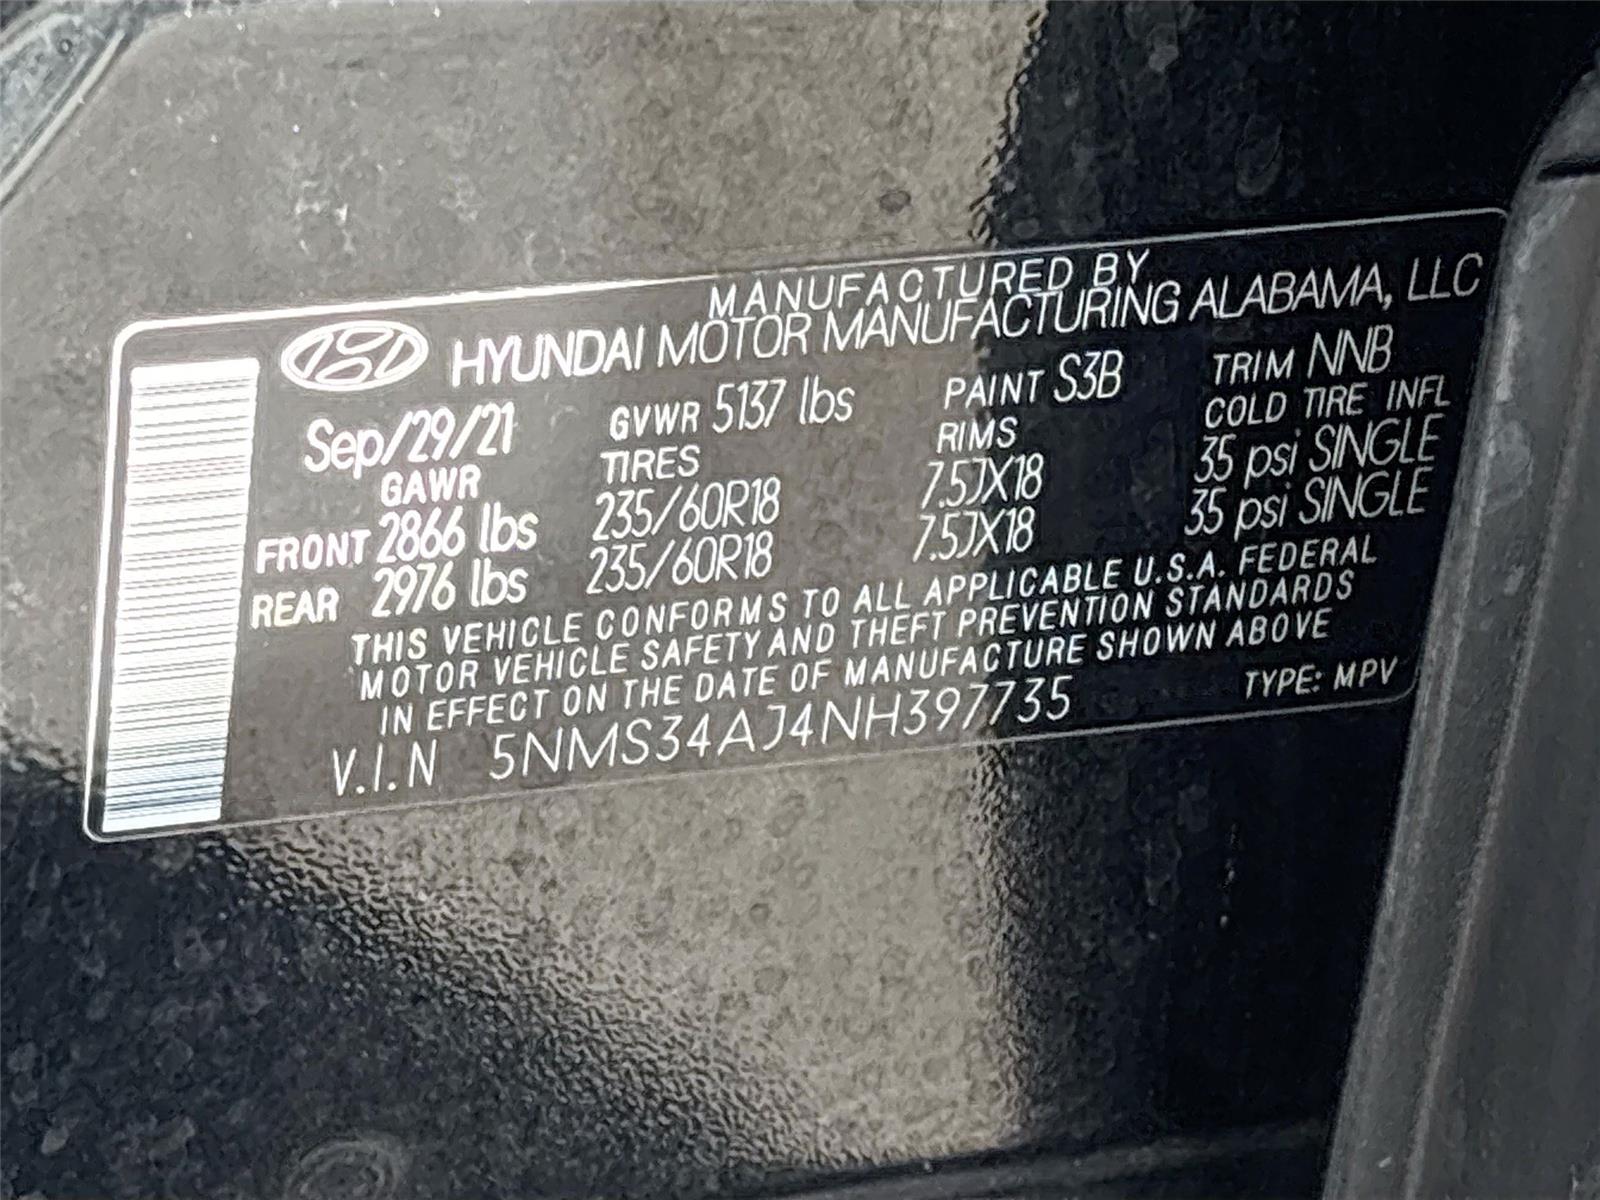 MANUFACTURED BY
HYUNDAI MOTOR MANUFACTURING ALABAMA, LLC
Sep/29/21 GVWR 5137 lbs PAINT S3B TRIM NNB
GAWR TIRES RIMS COLD TIRE INFL
FRONT 2866 lbs 235/60R18 7.5JX18 35 psi SINGLE
REAR 2976 lbs 235/60R18 7.5JX18 35 psi SINGLE
THIS VEHICLE CONFORMS TO ALL APPLICABLE U.S.A. FEDERAL
MOTOR VEHICLE SAFETY AND THEFT PREVENTION STANDARDS
IN EFFECT ON THE DATE OF MANUFACTURE SHOWN ABOVE
V.I.N 5NMS34AJ4NH397735 TYPE: MPV